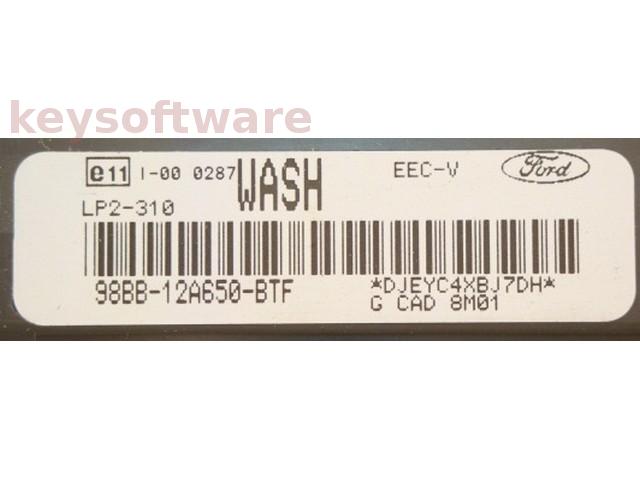 keysoftware
e11 I-00 0287 WASH EEC-V Ford
LP2-310
98BB-12A650-BTF *DJEYC4XBJ7DH*
G CAD 8M01